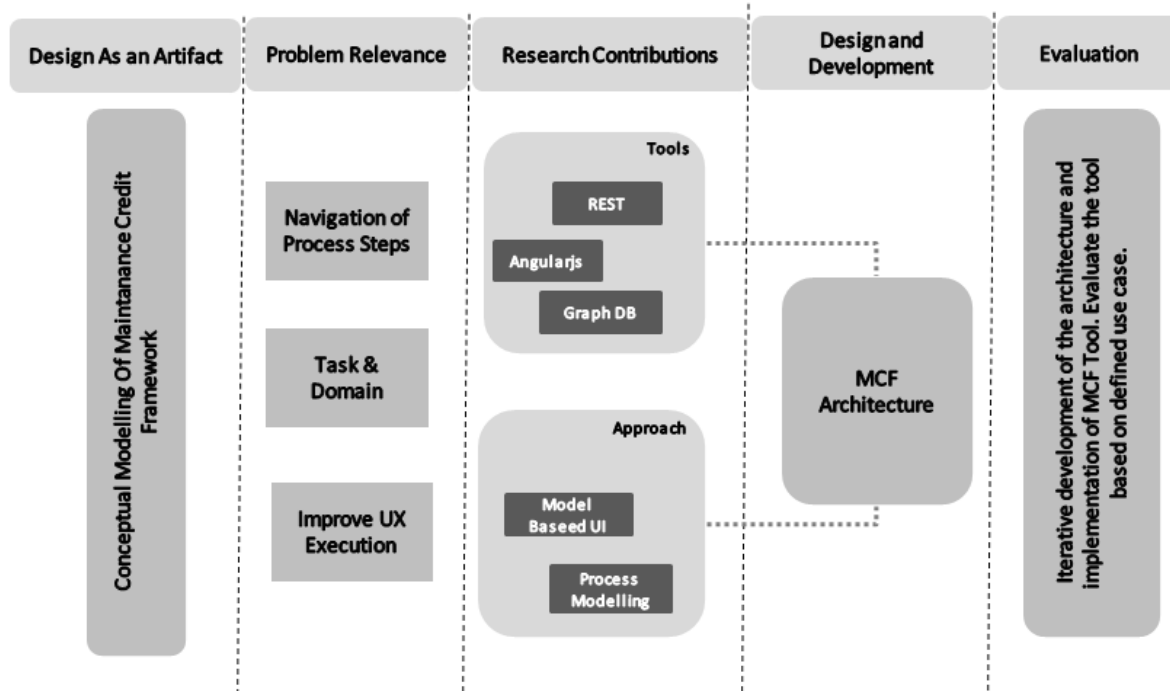 Design As an Artifact
Problem Relevance
Research Contributions
Design and
Development
Evaluation
Conceptual Modelling Of Maintanance Credit
Framework
Navigation of
Process Steps
Task &
Domain
Improve UX
Execution
Tools
REST
Angularjs
Graph DB
Approach
Model
Baseed UI
Process
Modelling
MCF
Architecture
Iterative development of the architecture and
implementation of MCF Tool. Evaluate the tool
based on defined use case.